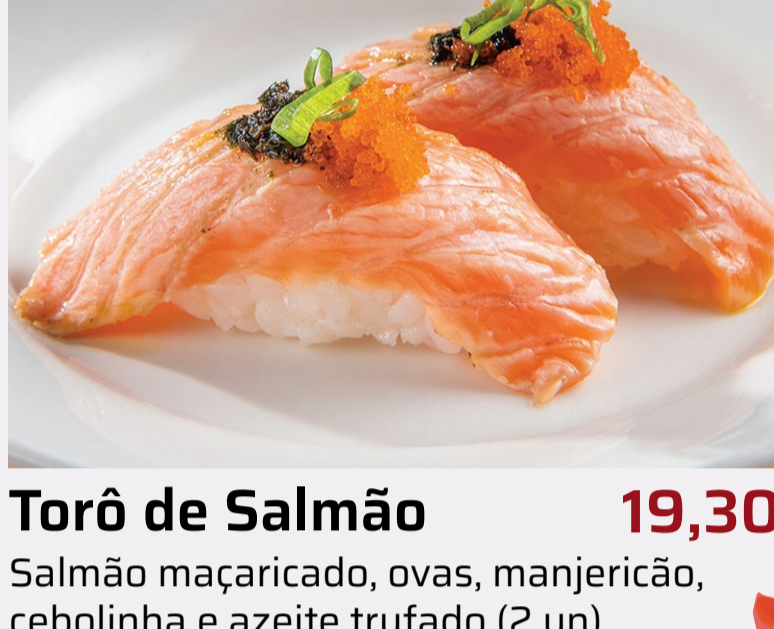 Torô de Salmão 19,30
Salmão maçaricado, ovas, manjericão,
cebolinha e azeite trufado (2 un)